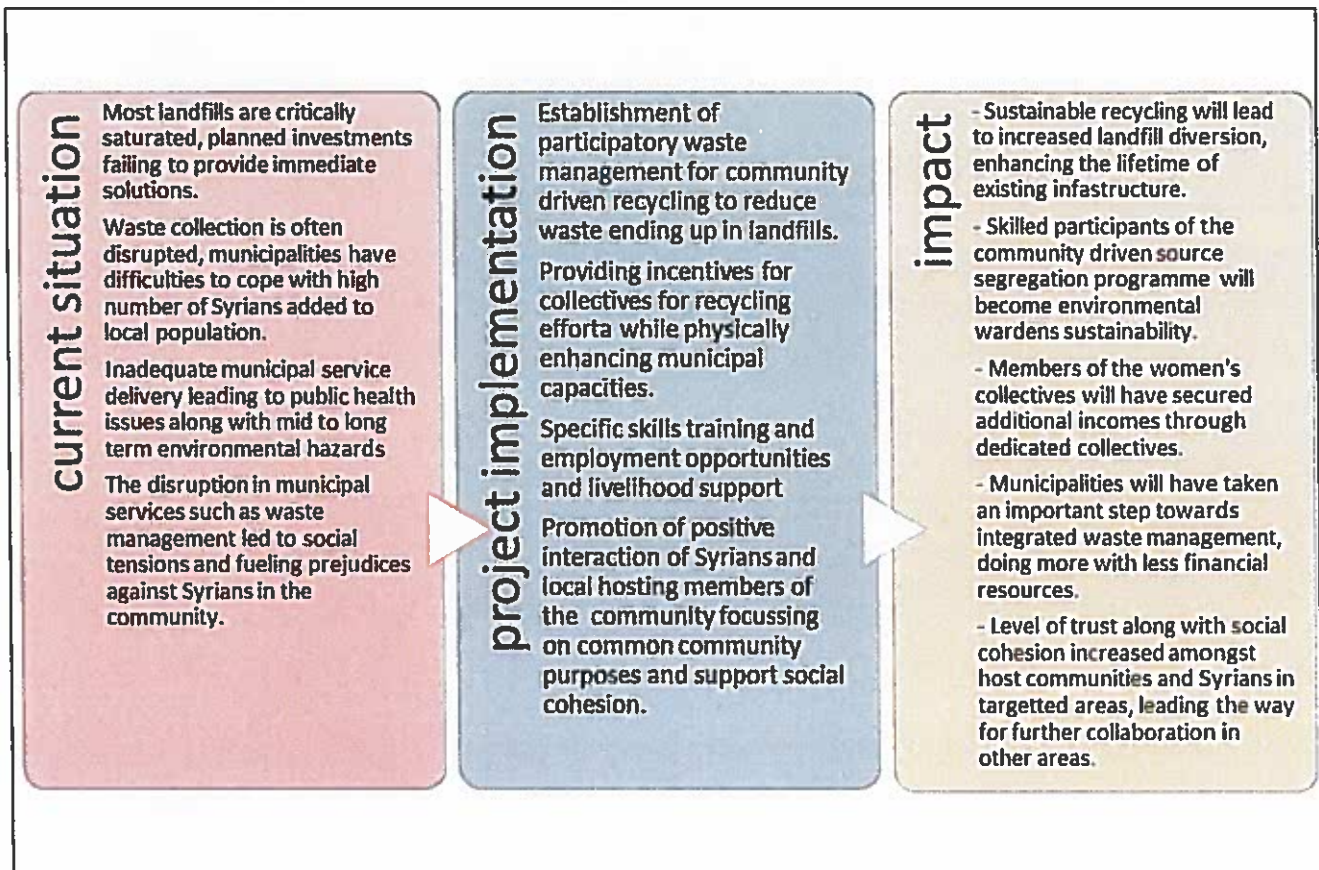 current situation
Most landfills are critically
saturated, planned investments
failing to provide immediate
solutions.
Waste collection is often
disrupted, municipalities have
difficulties to cope with high
number of Syrians added to
local population.
Inadequate municipal service
delivery leading to public health
issues along with mid to long
term environmental hazards
The disruption in municipal
services such as waste
management led to social
tensions and fueling prejudices
against Syrians in the
community.
project implementation
Establishment of
participatory waste
management for community
driven recycling to reduce
waste ending up in landfills.
Providing incentives for
collectives for recycling
efforta while physically
enhancing municipal
capacities.
Specific skills training and
employment opportunities
and livelihood support
Promotion of positive
interaction of Syrians and
local hosting members of
the community focussing
on common community
purposes and support social
cohesion.
impact
- Sustainable recycling will lead
to increased landfill diversion,
enhancing the lifetime of
existing infastructure.
- Skilled participants of the
community driven source
segregation programme will
become environmental
wardens sustainability.
- Members of the women's
collectives will have secured
additional incomes through
dedicated collectives.
- Municipalities will have taken
an important step towards
integrated waste management,
doing more with less financial
resources.
- Level of trust along with social
cohesion increased amongst
host communities and Syrians in
targetted areas, leading the way
for further collaboration in
other areas.